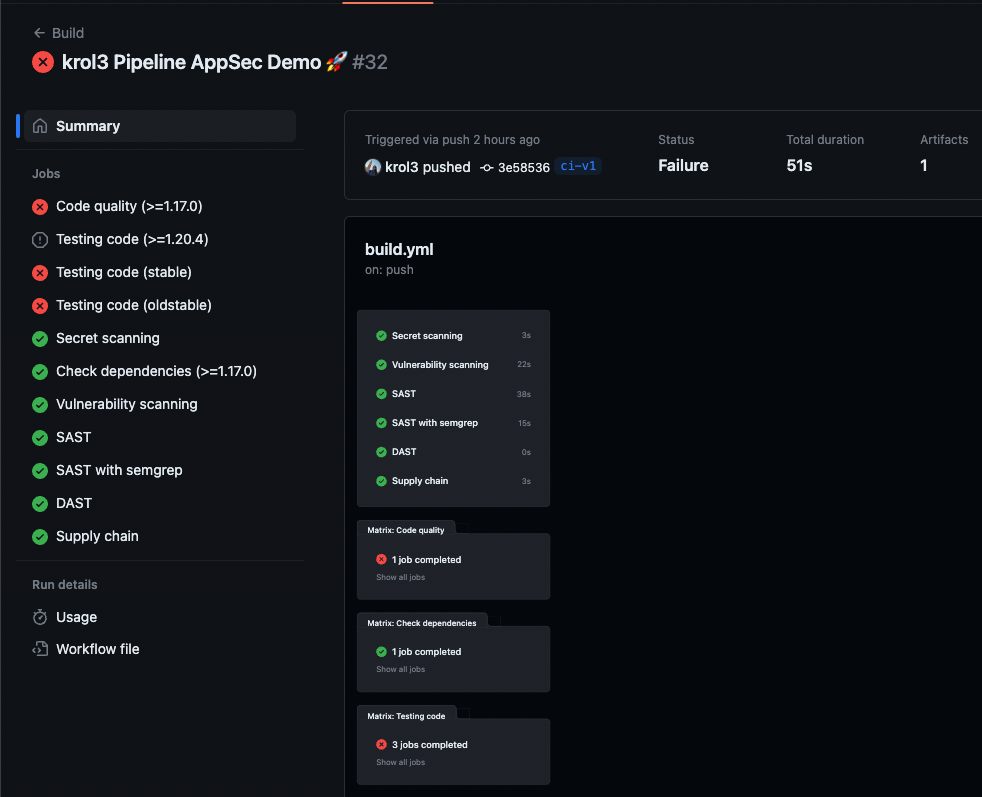 Build
krol3 Pipeline AppSec Demo 🚀 #32
Summary
Jobs
Code quality (>=1.17.0)
Testing code (>=1.20.4)
Testing code (stable)
Testing code (oldstable)
Secret scanning
Check dependencies (>=1.17.0)
Vulnerability scanning
SAST
SAST with semgrep
DAST
Supply chain
Run details
Usage
Workflow file
Triggered via push 2 hours ago
krol3 pushed 3e58536 ci-v1
Status
Failure
Total duration
51s
Artifacts
1
build.yml
on: push
Secret scanning 3s
Vulnerability scanning 22s
SAST 38s
SAST with semgrep 15s
DAST 0s
Supply chain 3s
Matrix: Code quality
1 job completed
Show all jobs
Matrix: Check dependencies
1 job completed
Show all jobs
Matrix: Testing code
3 jobs completed
Show all jobs